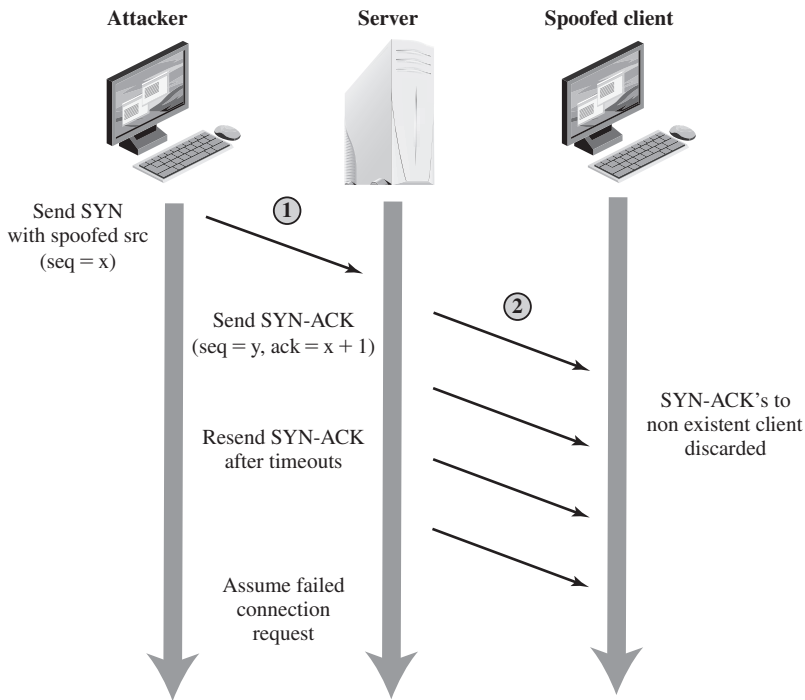 Attacker
Server
Spoofed client
Send SYN
with spoofed src
(seq = x)
1
Send SYN-ACK
(seq = y, ack = x + 1)
2
SYN-ACK's to
non existent client
discarded
Resend SYN-ACK
after timeouts
Assume failed
connection
request